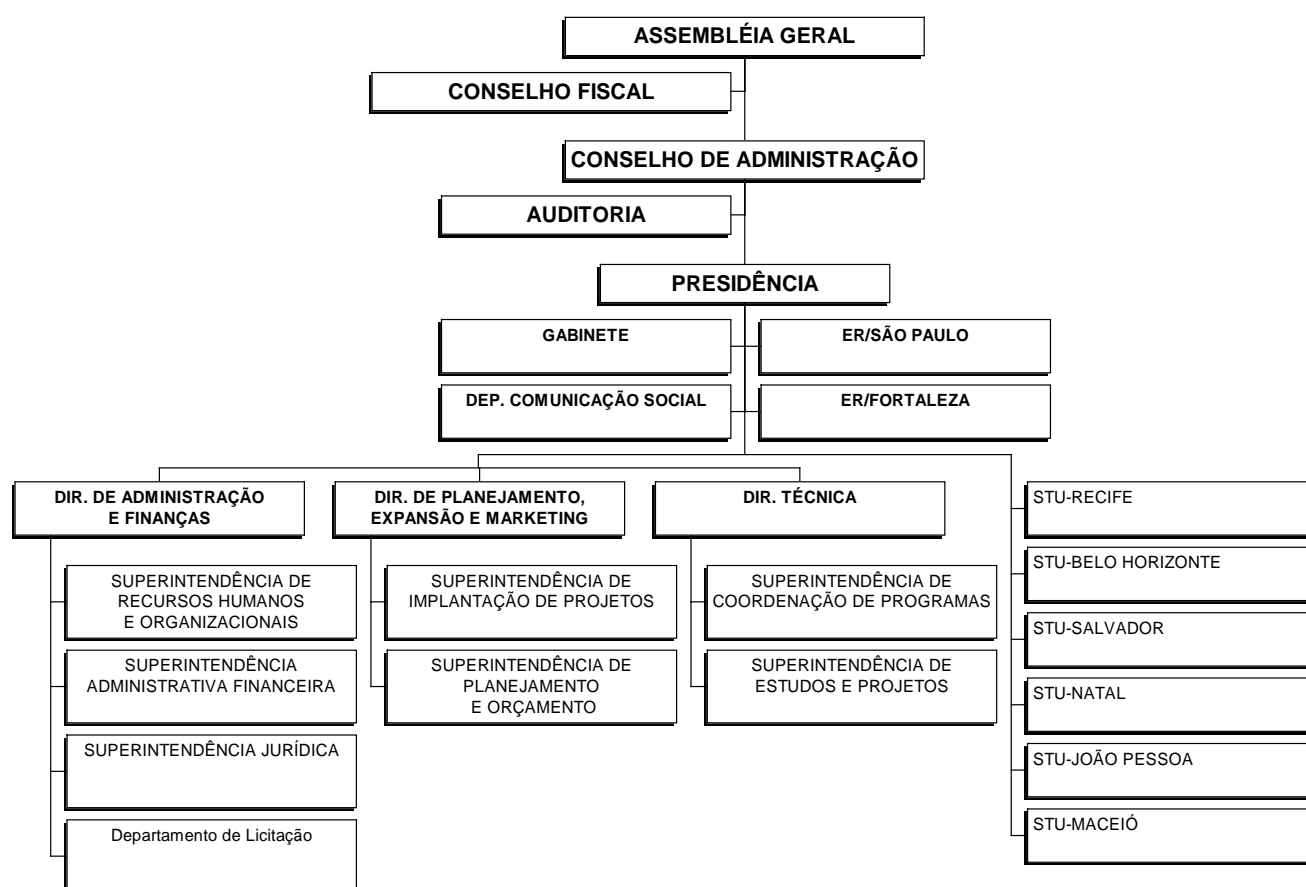 ASSEMBLÉIA GERAL
CONSELHO FISCAL
CONSELHO DE ADMINISTRAÇÃO
AUDITORIA
PRESIDÊNCIA
GABINETE
ER/SÃO PAULO
DEP. COMUNICAÇÃO SOCIAL
ER/FORTALEZA
DIR. DE ADMINISTRAÇÃO
E FINANÇAS
SUPERINTENDÊNCIA DE
RECURSOS HUMANOS
E ORGANIZACIONAIS
SUPERINTENDÊNCIA
ADMINISTRATIVA FINANCEIRA
SUPERINTENDÊNCIA JURÍDICA
Departamento de Licitação
DIR. DE PLANEJAMENTO,
EXPANSÃO E MARKETING
SUPERINTENDÊNCIA DE
IMPLANTAÇÃO DE PROJETOS
SUPERINTENDÊNCIA DE
PLANEJAMENTO
E ORÇAMENTO
DIR. TÉCNICA
SUPERINTENDÊNCIA DE
COORDENAÇÃO DE PROGRAMAS
SUPERINTENDÊNCIA DE
ESTUDOS E PROJETOS
STU-RECIFE
STU-BELO HORIZONTE
STU-SALVADOR
STU-NATAL
STU-JOÃO PESSOA
STU-MACEIÓ